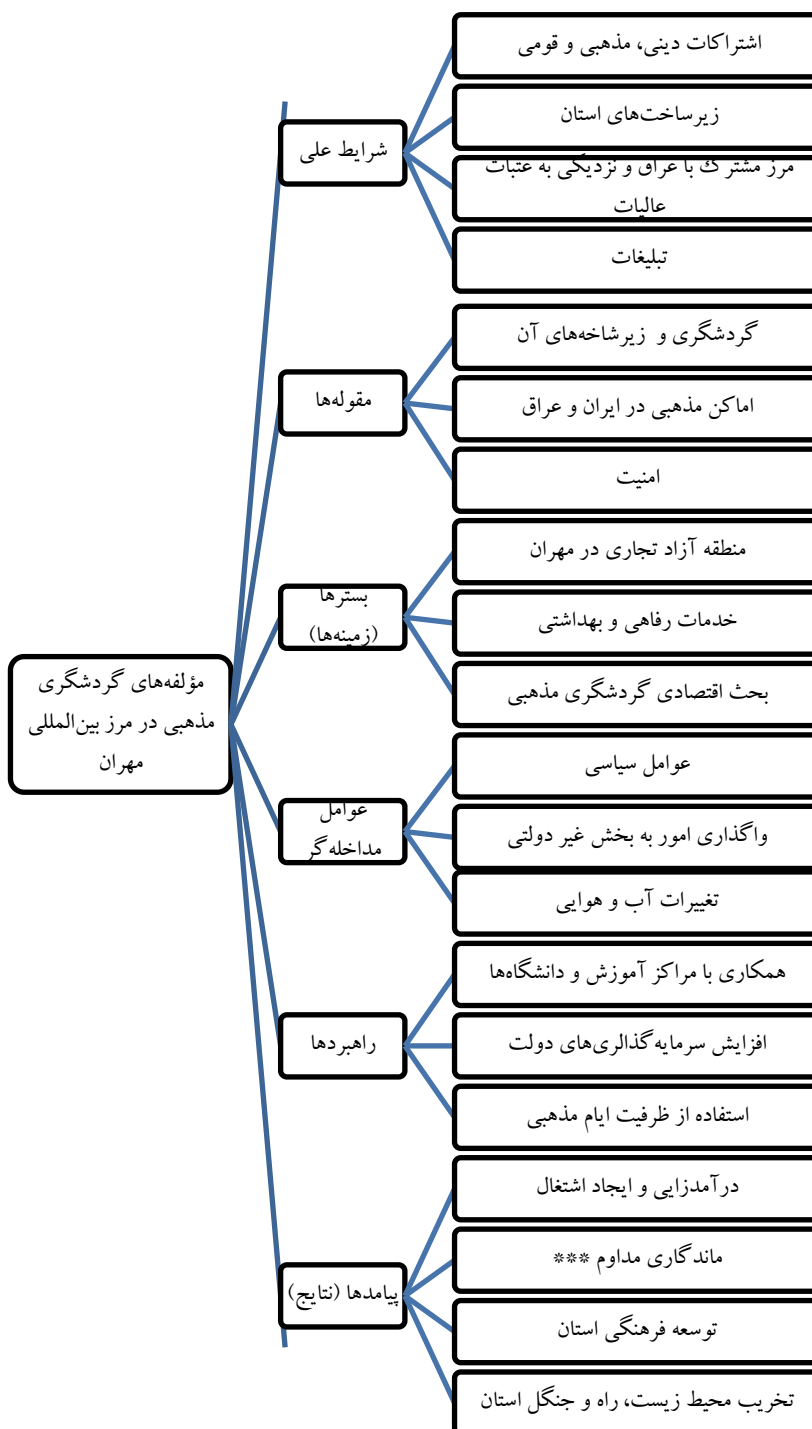 مؤلفه‌های گردشگری
مذهبی در مرز بین‌المللی
مهران
شرایط علی
اشتراکات دینی، مذهبی و قومی
زیرساخت‌های استان
مرز مشترک با عراق و نزدیکی به عتبات
عالیات
تبلیغات
مقوله‌ها
گردشگری و زیرشاخه‌های آن
اماکن مذهبی در ایران و عراق
امنیت
بسترها
(زمینه‌ها)
منطقه آزاد تجاری در مهران
خدمات رفاهی و بهداشتی
بحث اقتصادی گردشگری مذهبی
عوامل
مداخله‌گر
عوامل سیاسی
واگذاری امور به بخش غیر دولتی
تغییرات آب و هوایی
راهبردها
همکاری با مراکز آموزش و دانشگاه‌ها
افزایش سرمایه‌گذالری‌های دولت
استفاده از ظرفیت ایام مذهبی
پیامدها (نتایج)
درآمدزایی و ایجاد اشتغال
ماندگاری مداوم ***
توسعه فرهنگی استان
تخریب محیط زیست، راه و جنگل استان